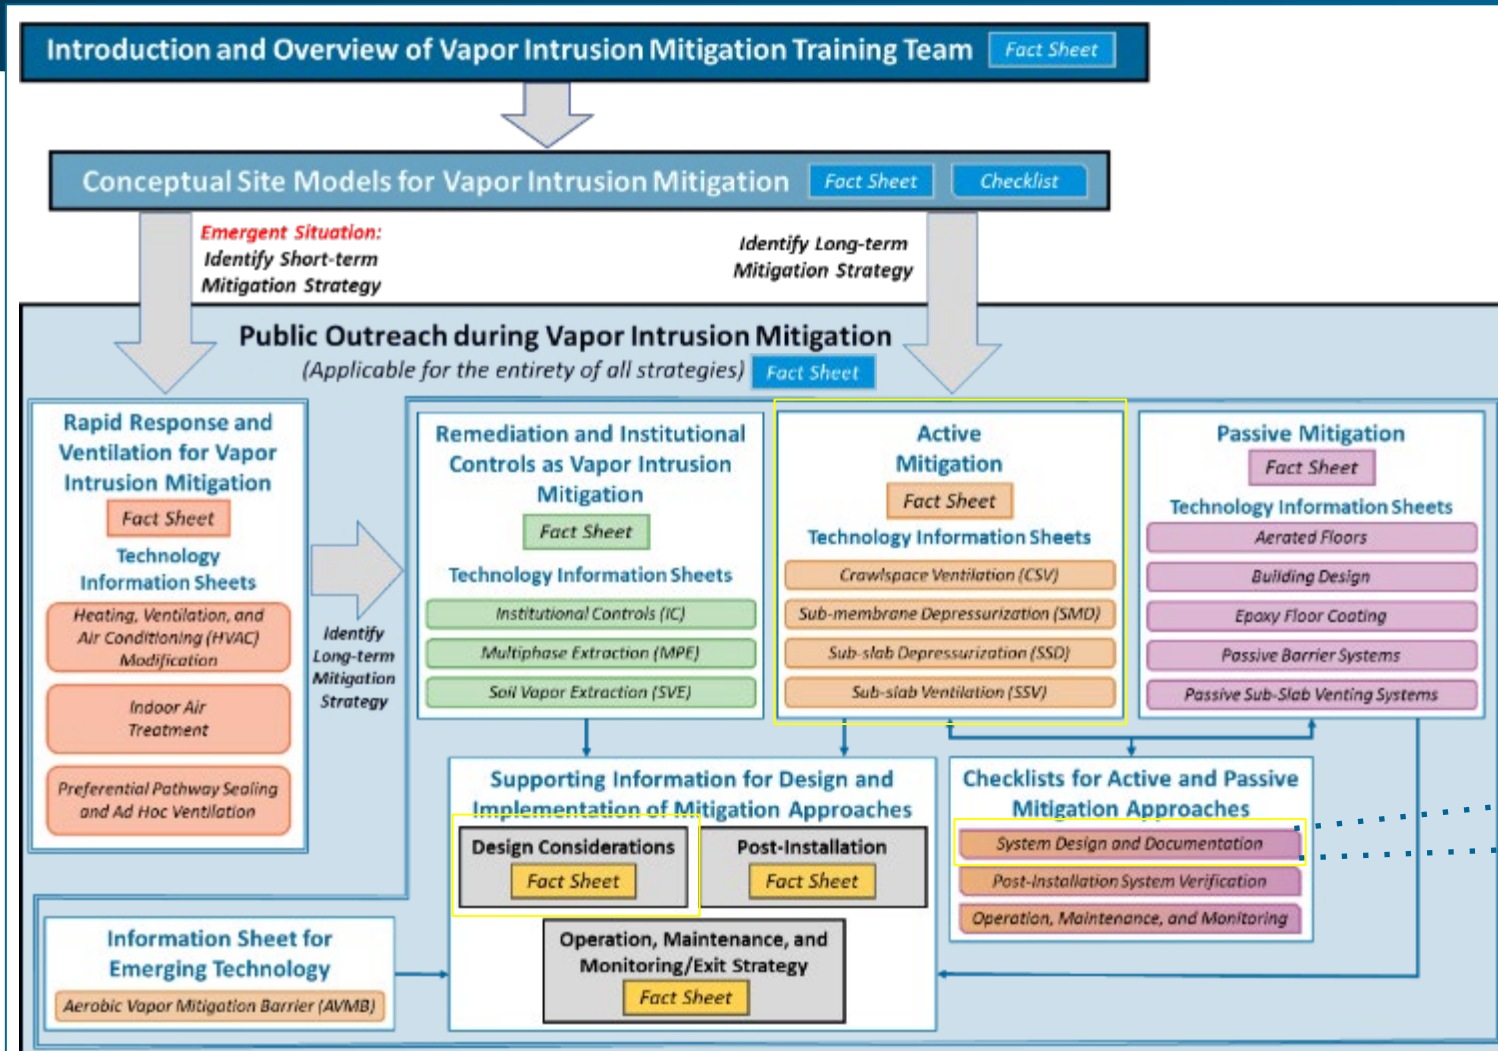 Introduction and Overview of Vapor Intrusion Mitigation Training Team Fact Sheet
Conceptual Site Models for Vapor Intrusion Mitigation Fact Sheet Checklist
Emergent Situation:
Identify Short-term
Mitigation Strategy
Identify Long-term
Mitigation Strategy
Public Outreach during Vapor Intrusion Mitigation
(Applicable for the entirety of all strategies) Fact Sheet
Rapid Response and
Ventilation for Vapor
Intrusion Mitigation
Fact Sheet
Technology
Information Sheets
Heating, Ventilation, and
Air Conditioning (HVAC)
Modification
Indoor Air
Treatment
Preferential Pathway Sealing
and Ad Hoc Ventilation
Identify
Long-term
Mitigation
Strategy
Remediation and Institutional
Controls as Vapor Intrusion
Mitigation
Fact Sheet
Technology Information Sheets
Institutional Controls (IC)
Multiphase Extraction (MPE)
Soil Vapor Extraction (SVE)
Active
Mitigation
Fact Sheet
Technology Information Sheets
Crawlspace Ventilation (CSV)
Sub-membrane Depressurization (SMD)
Sub-slab Depressurization (SSD)
Sub-slab Ventilation (SSV)
Passive Mitigation
Fact Sheet
Technology Information Sheets
Aerated Floors
Building Design
Epoxy Floor Coating
Passive Barrier Systems
Passive Sub-Slab Venting Systems
Supporting Information for Design and
Implementation of Mitigation Approaches
Design Considerations
Fact Sheet
Post-Installation
Fact Sheet
Operation, Maintenance, and
Monitoring/Exit Strategy
Fact Sheet
Checklists for Active and Passive
Mitigation Approaches
System Design and Documentation
Post-Installation System Verification
Operation, Maintenance, and Monitoring
Information Sheet for
Emerging Technology
Aerobic Vapor Mitigation Barrier (AVMB)